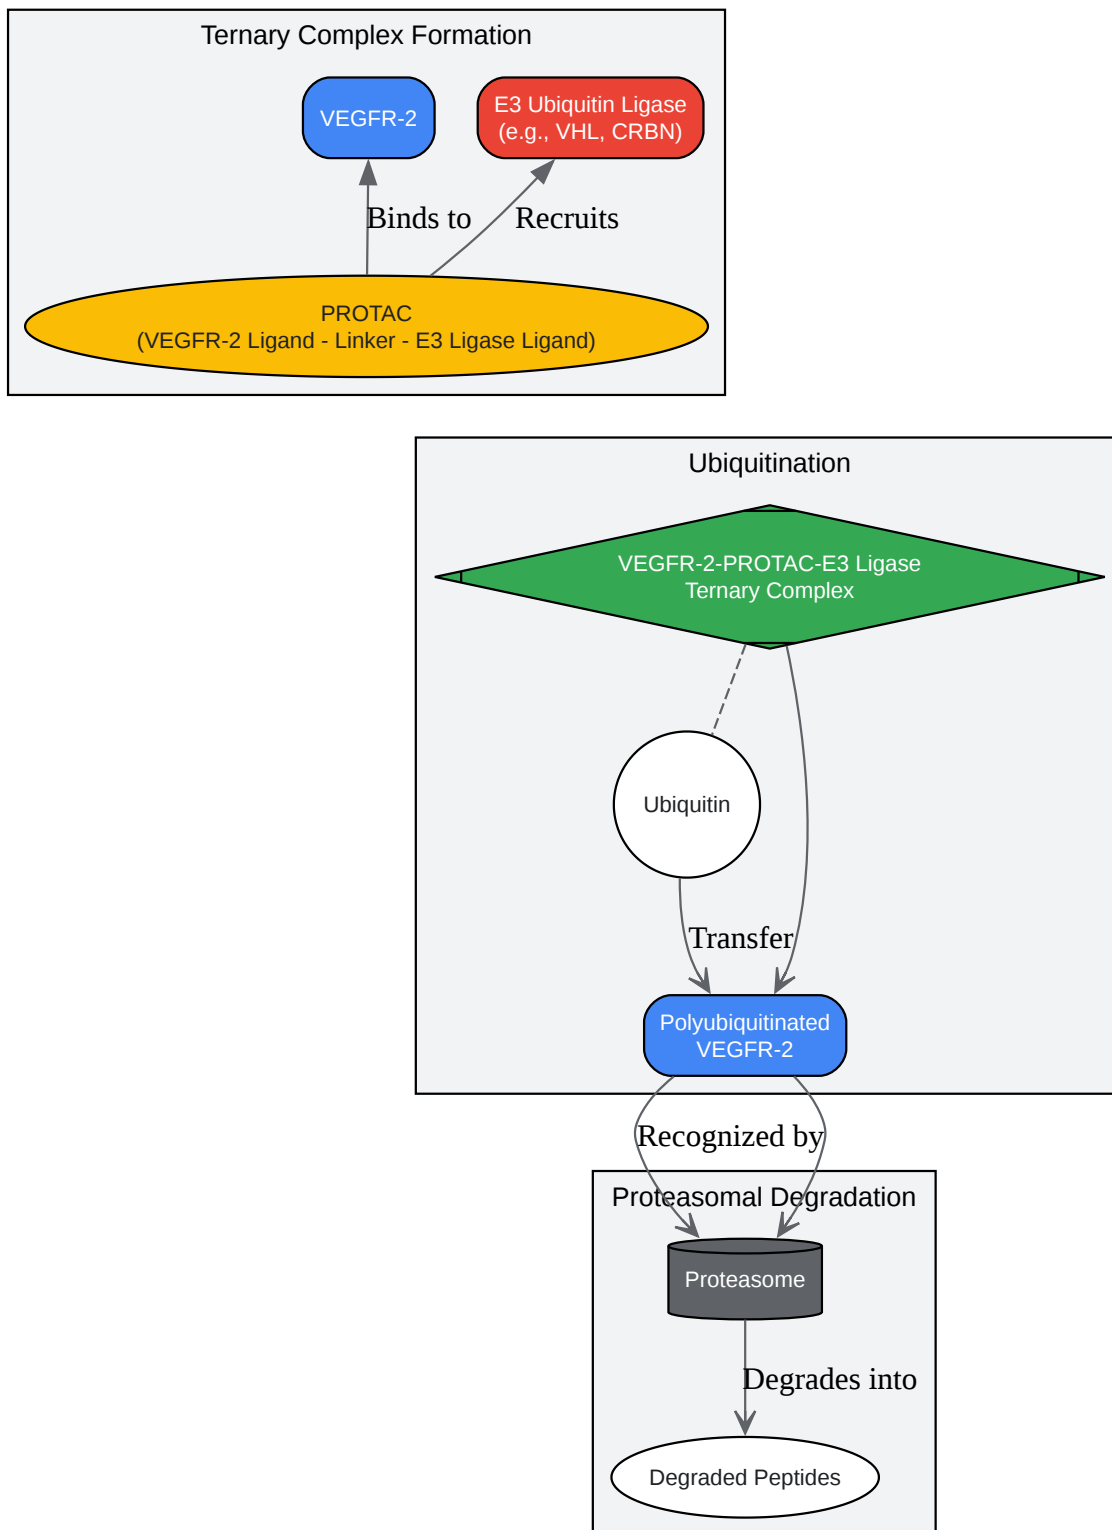 Ternary Complex Formation
VEGFR-2
E3 Ubiquitin Ligase
(e.g., VHL, CRBN)
Binds to
Recruits
PROTAC
(VEGFR-2 Ligand - Linker - E3 Ligase Ligand)
Ubiquitination
VEGFR-2-PROTAC-E3 Ligase
Ternary Complex
Ubiquitin
Transfer
Polyubiquitinated
VEGFR-2
Recognized by
Proteasomal Degradation
Proteasome
Degrades into
Degraded Peptides